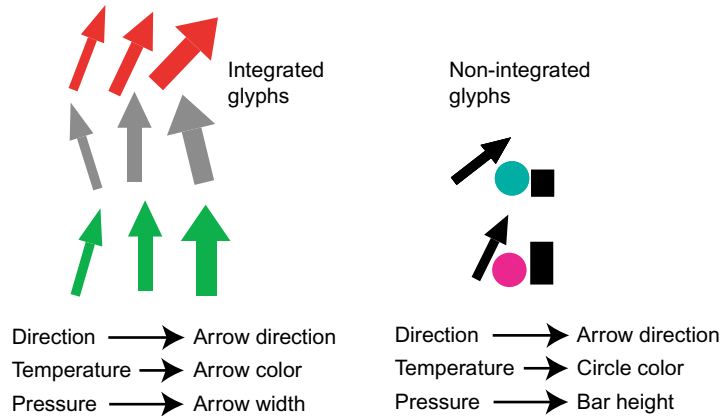 Integrated
glyphs
Non-integrated
glyphs
Direction Arrow direction
Temperature Arrow color
Pressure Arrow width
Direction Arrow direction
Temperature Circle color
Pressure Bar height